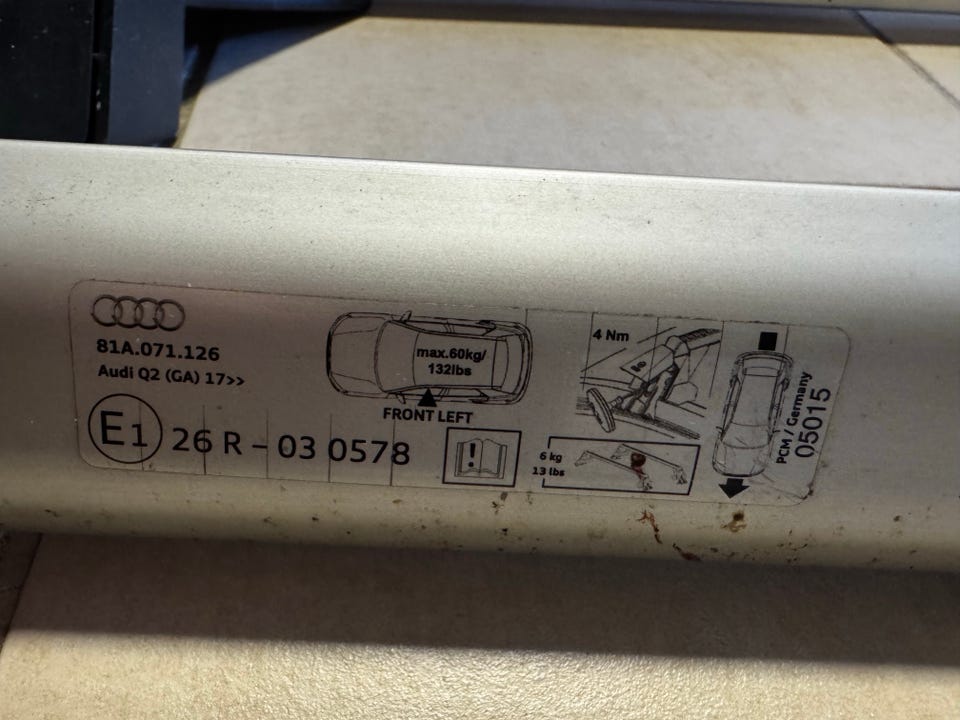 81A.071.126
Audi Q2 (GA) 17>>
E1 26 R - 03 0578
max.60kg/
132lbs
FRONT LEFT
!
4 Nm
6 kg
13 lbs
PCM / Germany
05015